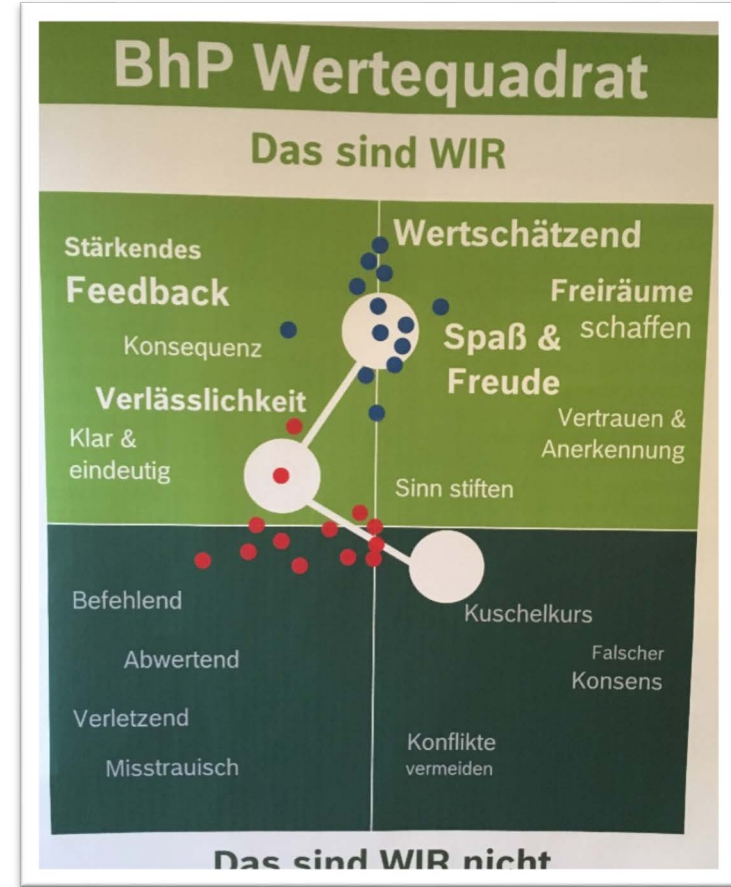 BhP Wertequadrat
Das sind WIR
Stärkendes
Feedback
Konsequenz
Verlässlichkeit
Klar &
eindeutig
Wertschätzend
Freiräume
schaffen
Spaß &
Freude
Vertrauen &
Anerkennung
Sinn stiften
Befehlend
Abwertend
Verletzend
Misstrauisch
Kuschelkurs
Falscher
Konsens
Konflikte
vermeiden
Das sind WIR nicht